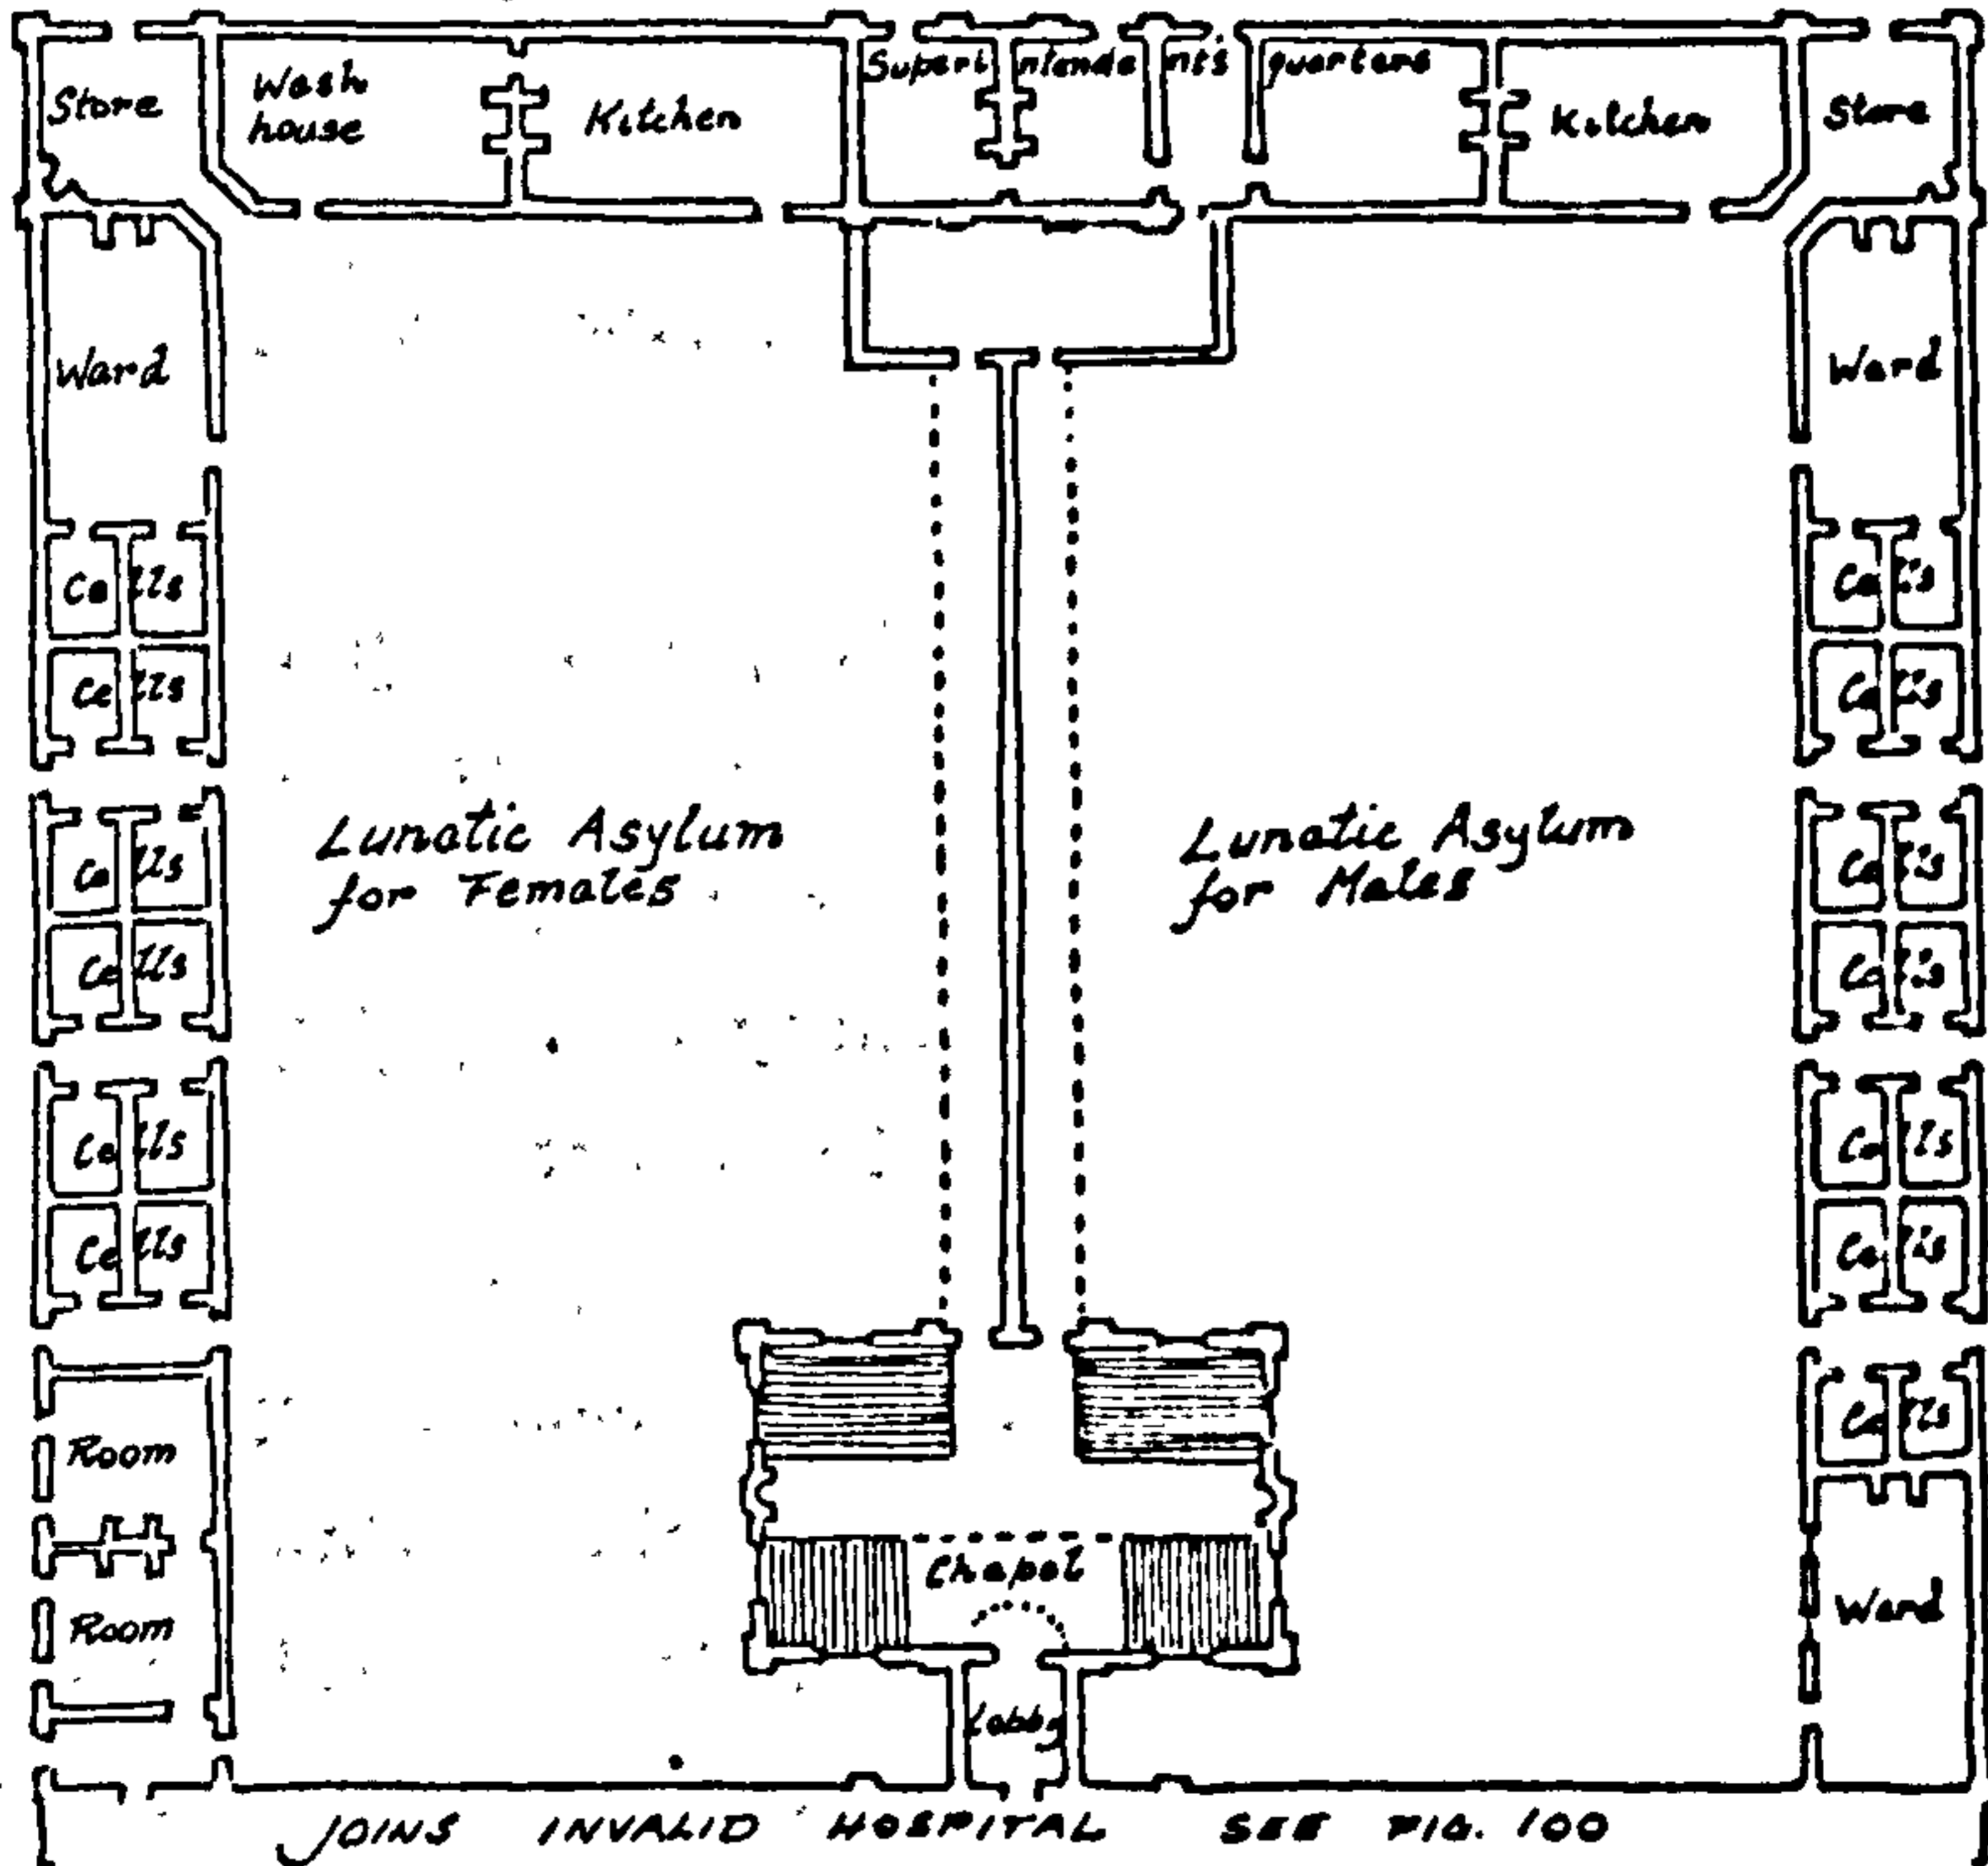 Store
Wash
house
Kitchen
Superintendent's quarters
Kitchen
Store
Ward
Ward
Cells
Cells
Cells
Cells
Lunatic Asylum
for Females
Lunatic Asylum
for Males
Cells
Cells
Cells
Cells
Cells
Cells
Cells
Cells
Room
Cells
Chapel
Room
Ward
Lobby
JOINS INVALID HOSPITAL SEE FIG. 100